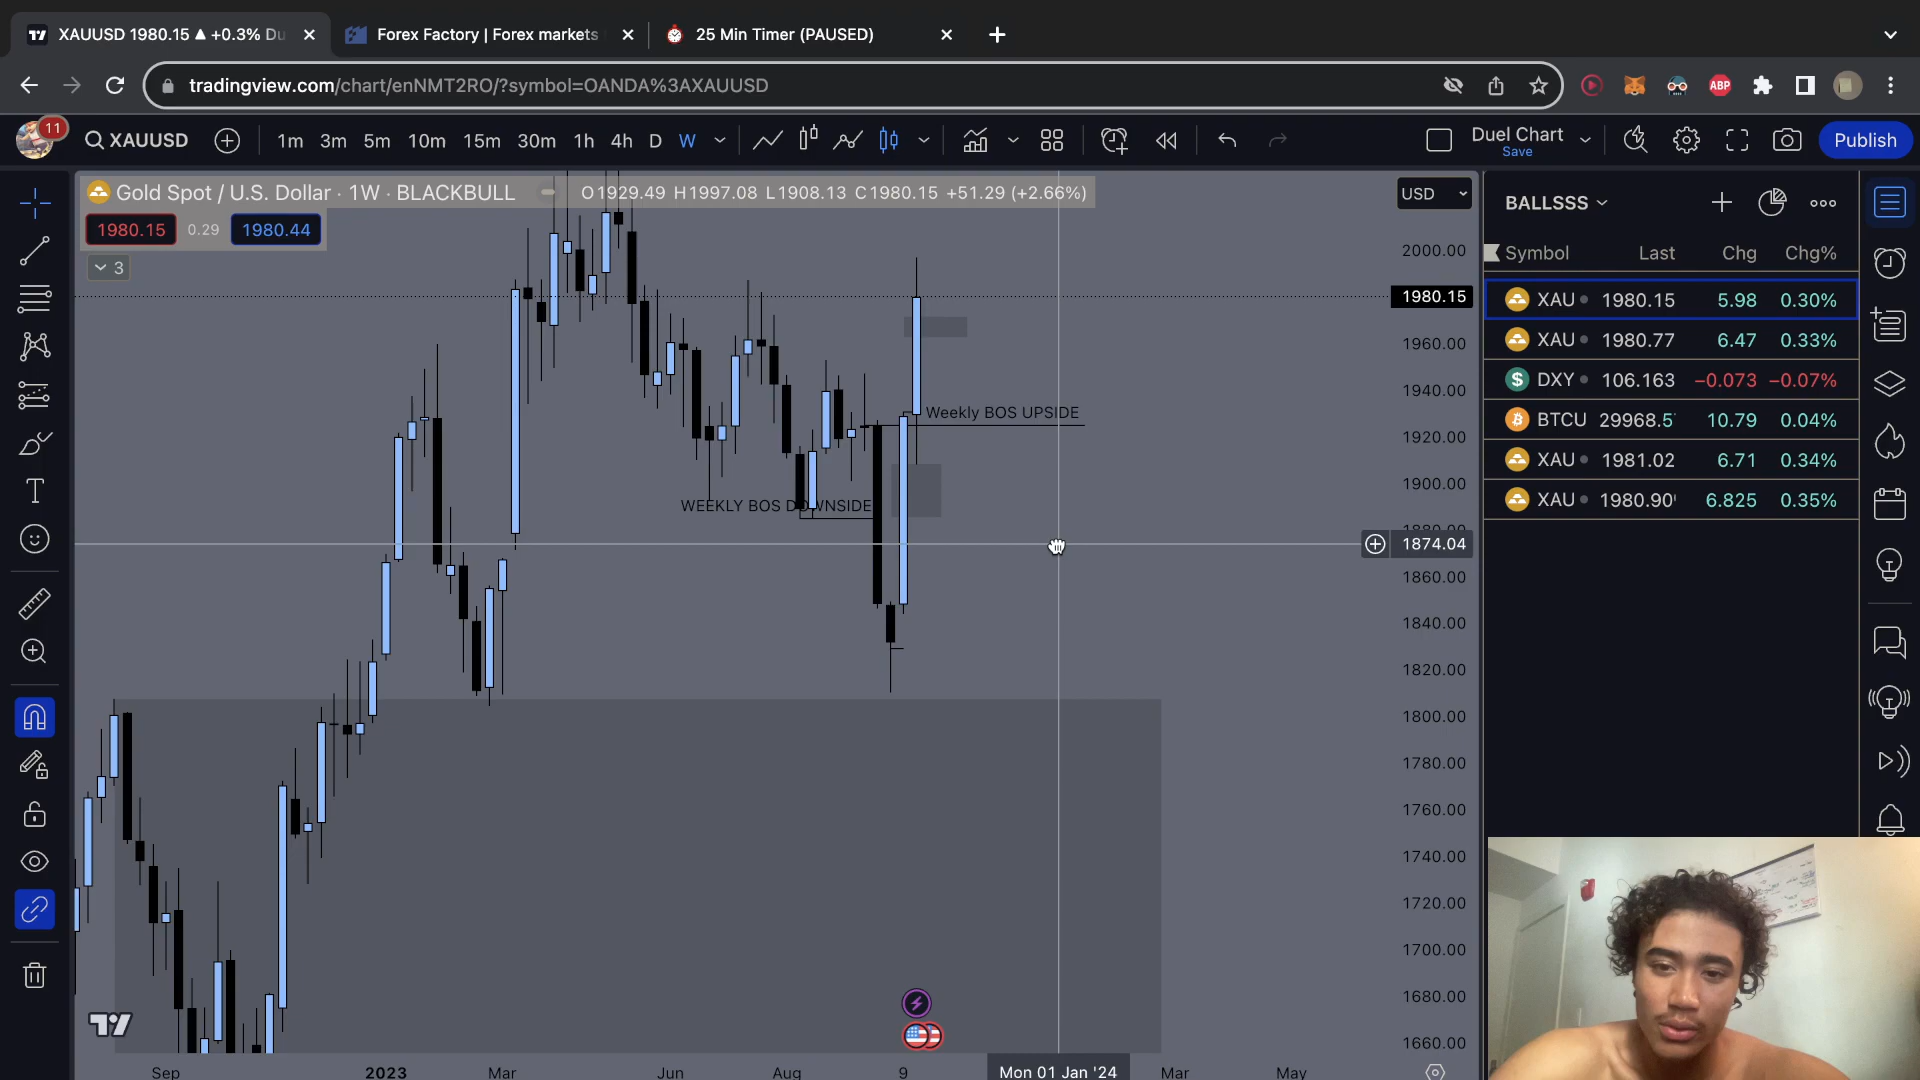 XAUUSD 1980.15 ▲ +0.3% Du
Forex Factory | Forex markets
25 Min Timer (PAUSED)
tradingview.com/chart/enNMT2RO/?symbol=OANDA%3AXAUUSD
ABP
11
XAUUSD
1m 3m 5m 10m 15m 30m 1h 4h D W
Duel Chart
Save
Publish
Gold Spot / U.S. Dollar · 1W · BLACKBULL
O1929.49 H1997.08 L1908.13 C1980.15 +51.29 (+2.66%)
1980.15 0.29 1980.44
3
USD
2000.00
1980.15
1960.00
1940.00
1920.00
1900.00
1880.00
1874.04
1860.00
1840.00
1820.00
1800.00
1780.00
1760.00
1740.00
1720.00
1700.00
1680.00
1660.00
Weekly BOS UPSIDE
WEEKLY BOS DOWNSIDE
Sep 2023 Mar Jun Aug 9 Mon 01 Jan '24 Mar May
BALLSSS
Symbol Last Chg Chg%
XAU 1980.15 5.98 0.30%
XAU 1980.77 6.47 0.33%
DXY 106.163 −0.073 −0.07%
BTCU 29968.5 10.79 0.04%
XAU 1981.02 6.71 0.34%
XAU 1980.90 6.825 0.35%